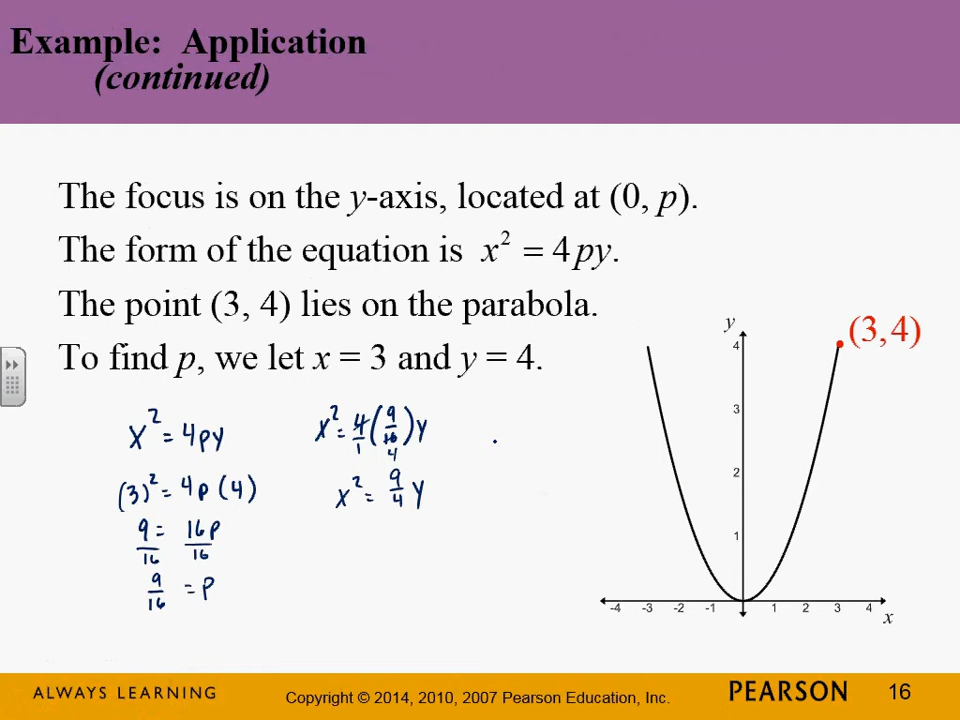 Example: Application
(continued)
The focus is on the y-axis, located at (0, p).
The form of the equation is x² = 4py.
The point (3, 4) lies on the parabola.
To find p, we let x = 3 and y = 4.
x² = 4py
(3)² = 4p(4)
9/16 = 16p/16
9/16 = p
x² = 4/1 (9/16) y
4
x² = 9/4 y
y
(3,4)
4
3
2
1
-4 -3 -2 -1 1 2 3 4
x
ALWAYS LEARNING
Copyright © 2014, 2010, 2007 Pearson Education, Inc.
PEARSON
16